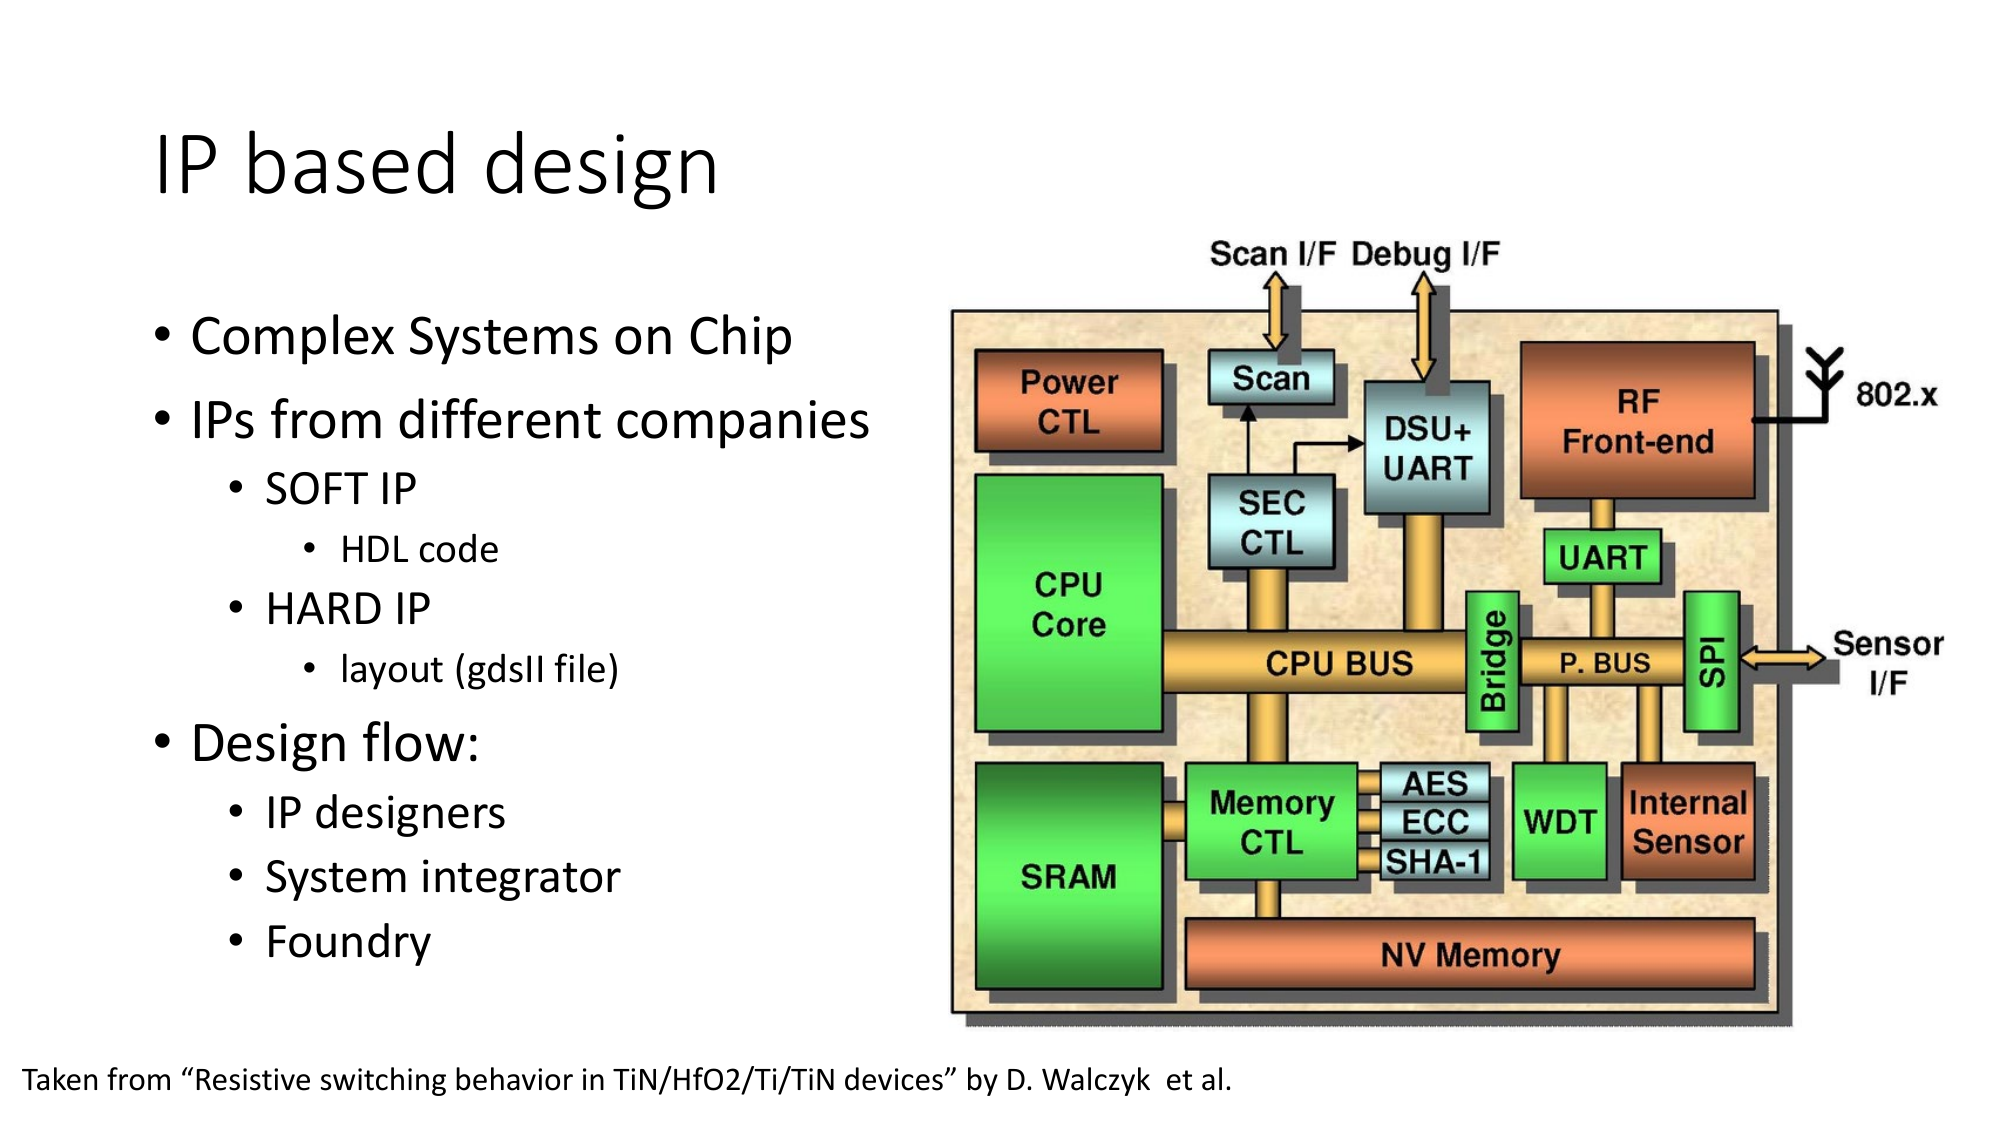 IP based design
• Complex Systems on Chip
• IPs from different companies
• SOFT IP
• HDL code
• HARD IP
• layout (gdsII file)
• Design flow:
• IP designers
• System integrator
• Foundry
Scan I/F Debug I/F
Power
CTL
Scan
DSU+
UART
RF
Front-end
802.x
SEC
CTL
CPU
Core
UART
CPU BUS
Bridge
P. BUS
SPI
Sensor
I/F
SRAM
Memory
CTL
AES
ECC
SHA-1
WDT
Internal
Sensor
NV Memory
Taken from “Resistive switching behavior in TiN/HfO2/Ti/TiN devices” by D. Walczyk et al.